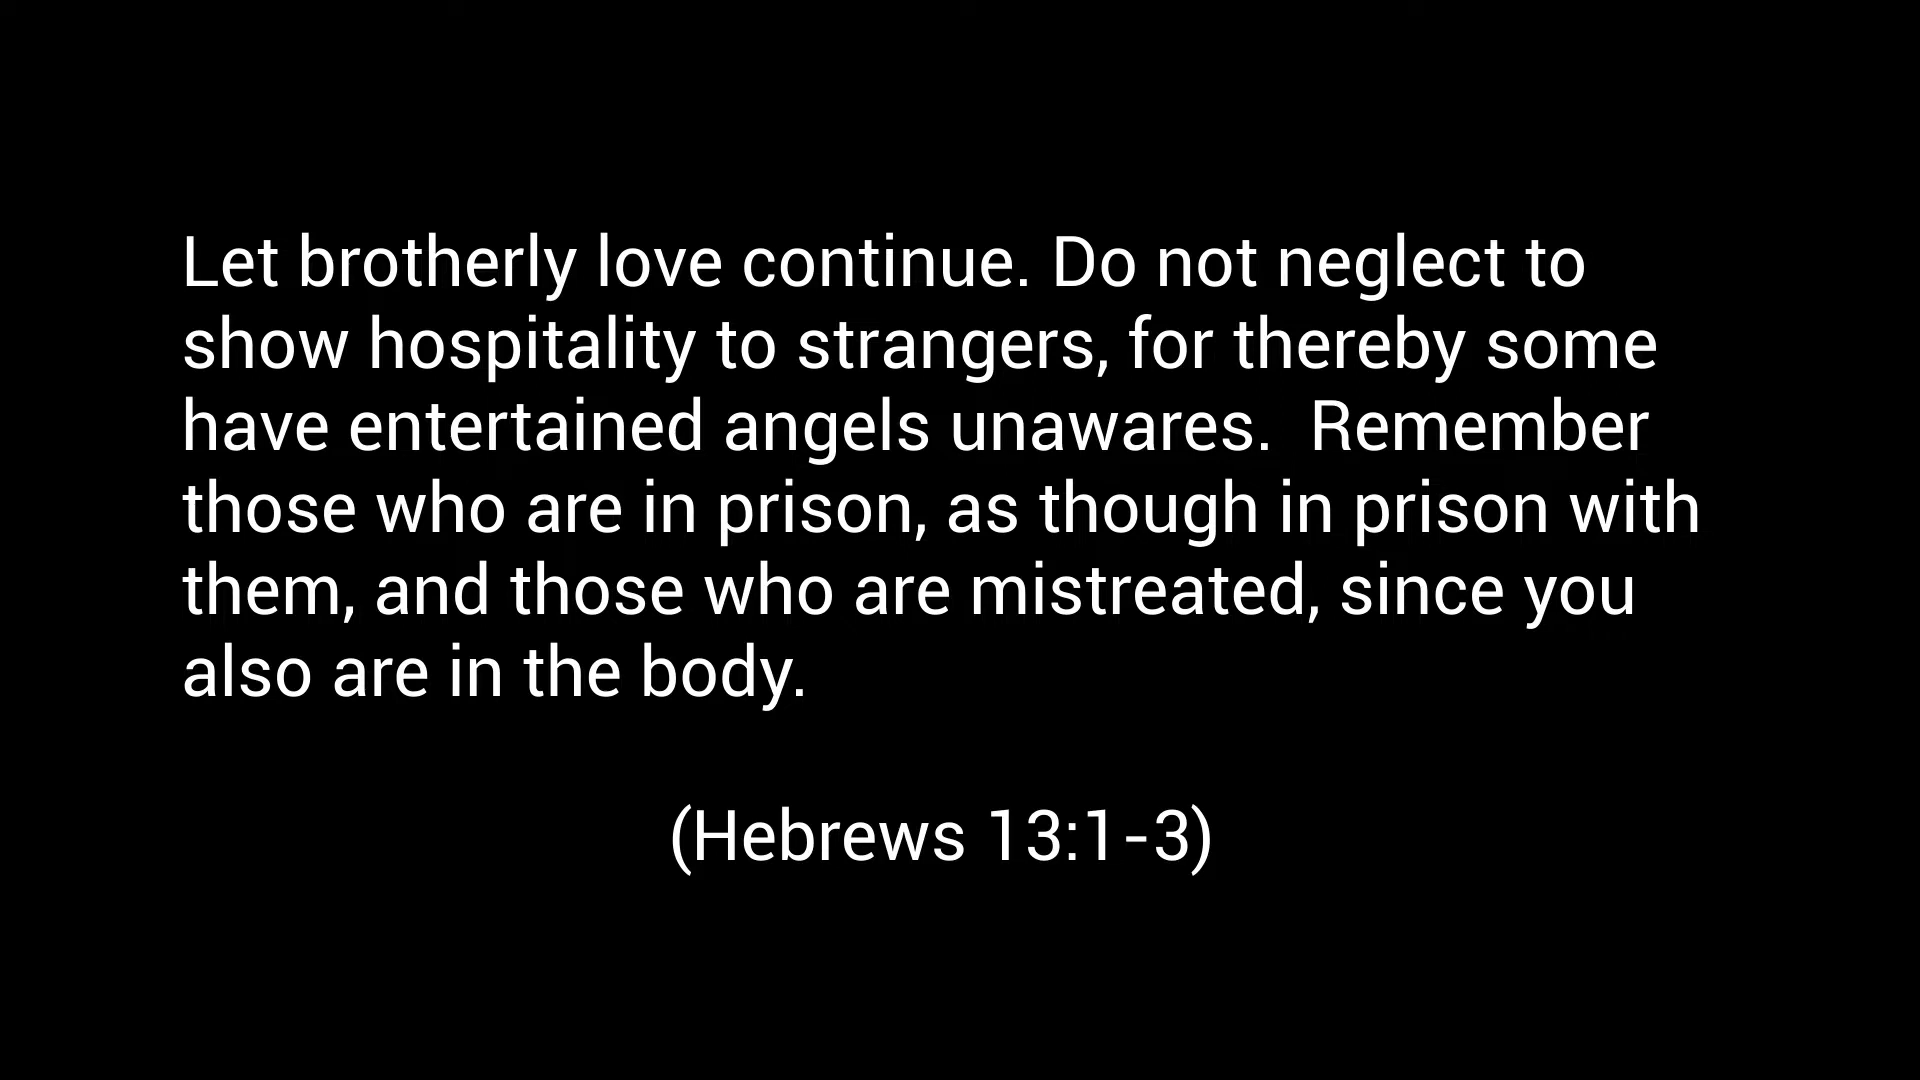 Let brotherly love continue. Do not neglect to
show hospitality to strangers, for thereby some
have entertained angels unawares.  Remember
those who are in prison, as though in prison with
them, and those who are mistreated, since you
also are in the body.
(Hebrews 13:1-3)